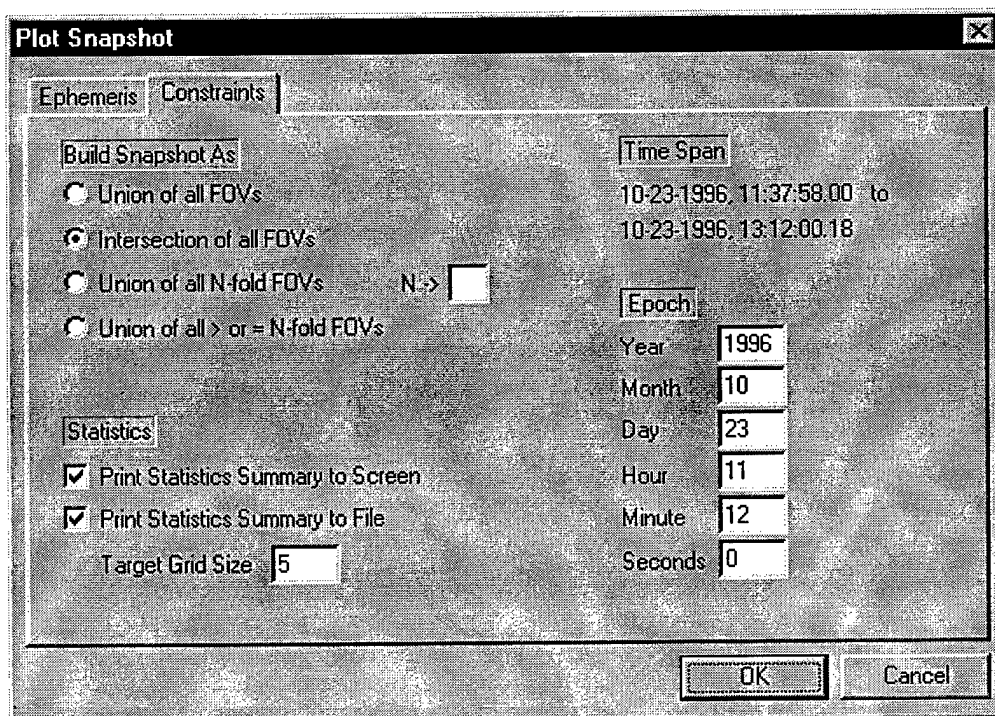 Plot Snapshot
Ephemeris
Constraints
Build Snapshot As
Union of all FOVs
Intersection of all FOVs
Union of all N-fold FOVs
N ->
Union of all > or = N-fold FOVs
Statistics
Print Statistics Summary to Screen
Print Statistics Summary to File
Target Grid Size 5
Time Span
10-23-1996, 11:37:58.00 to
10-23-1996, 13:12:00.18
Epoch
Year 1996
Month 10
Day 23
Hour 11
Minute 12
Seconds 0
OK
Cancel